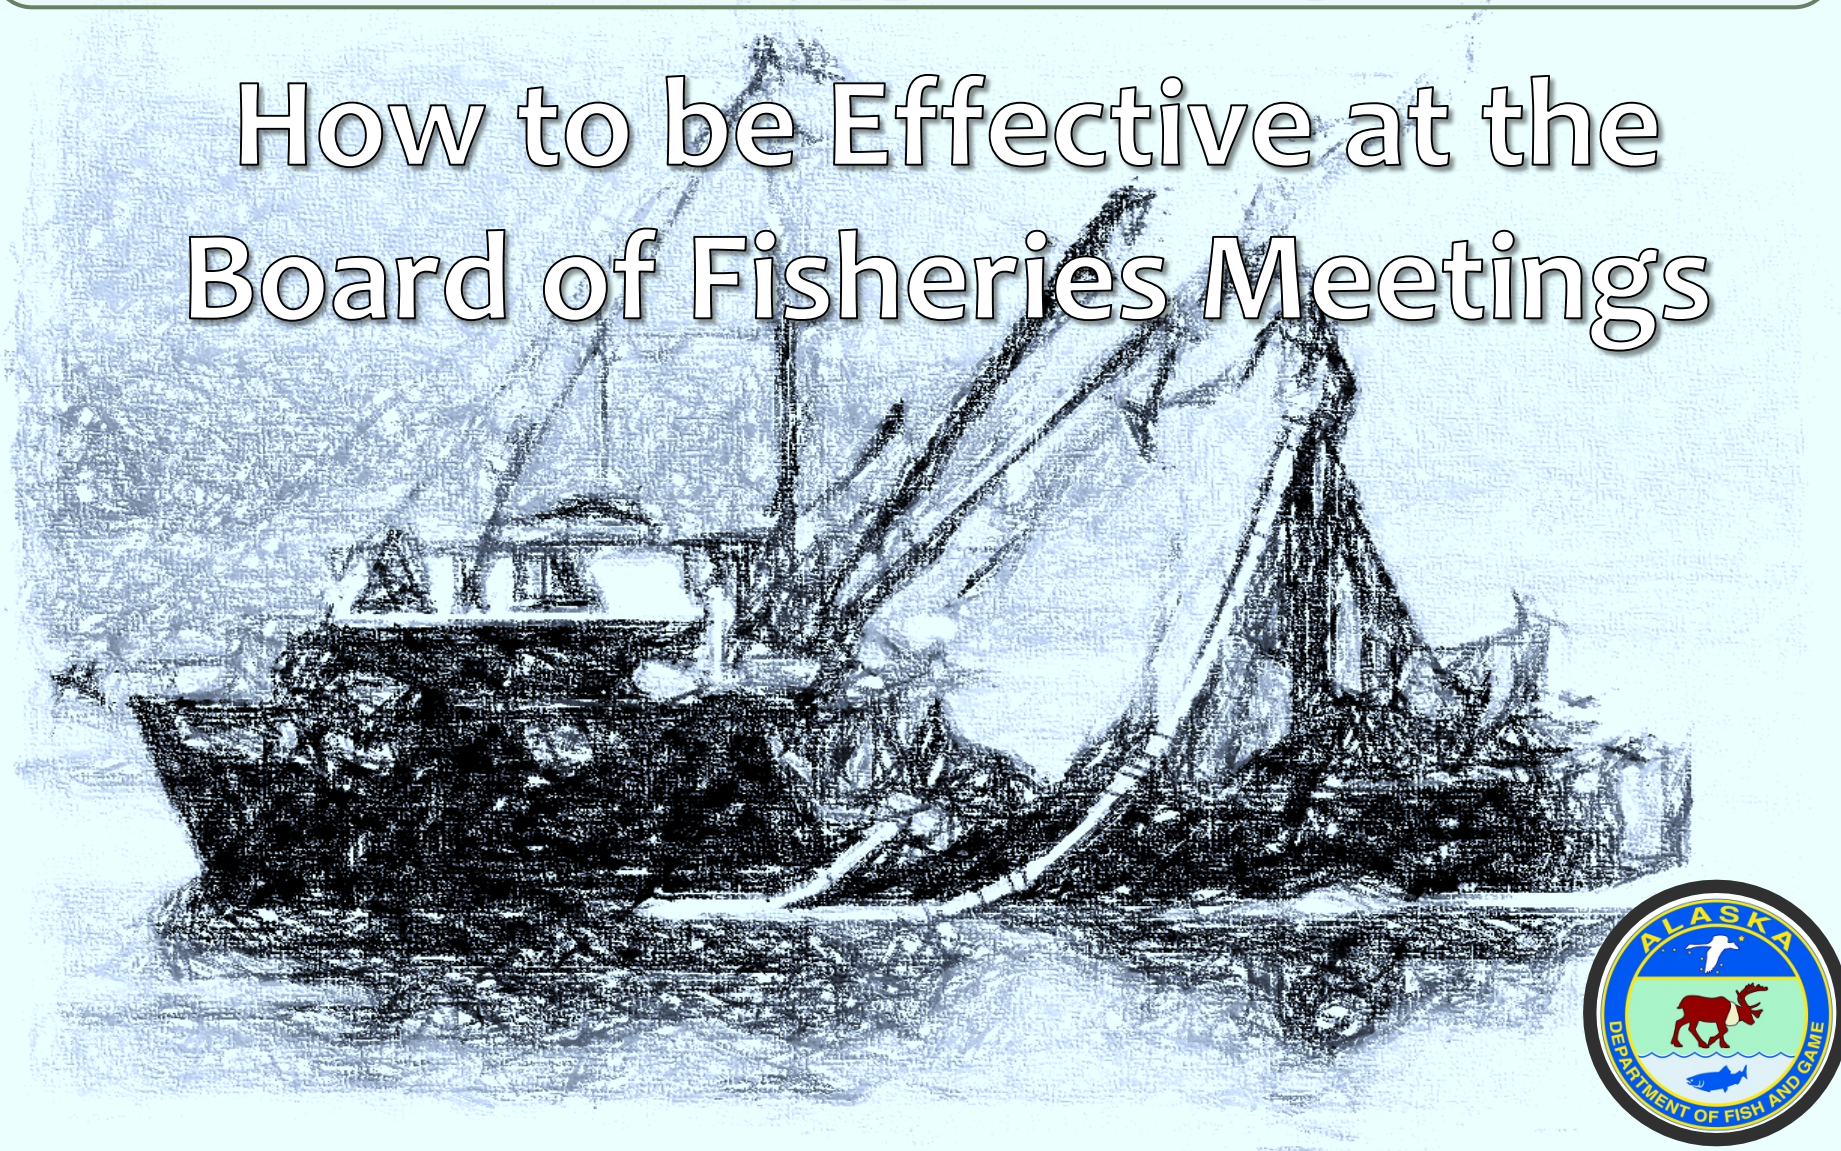 How to be Effective at the
Board of Fisheries Meetings
ALASKA
DEPARTMENT OF FISH AND GAME